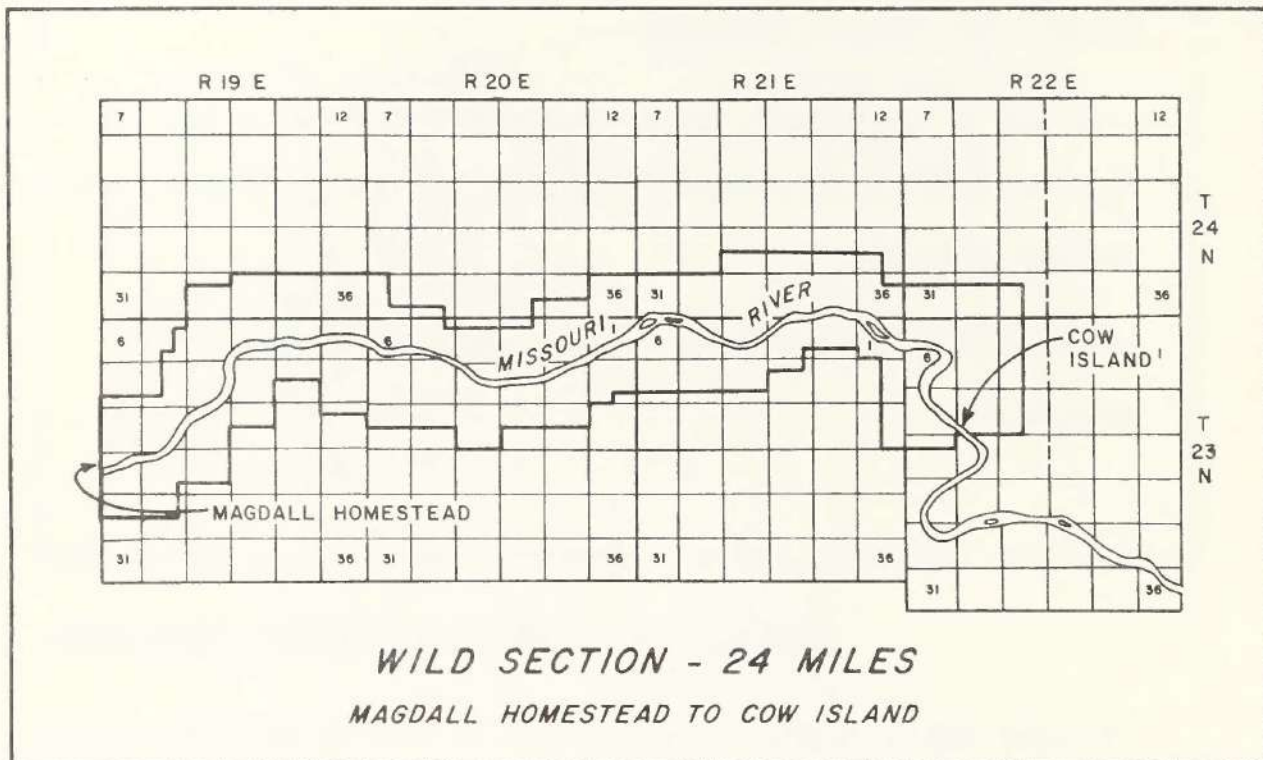 R 19 E R 20 E R 21 E R 22 E
7 12 7 12 7 12 7 12
T
24
N
31 36 36 31 36 31 36
MISSOURI RIVER
6 6 6 6
COW
ISLAND¹
T
23
N
MAGDALL HOMESTEAD
31 36 31 36 31 36
31 36
WILD SECTION - 24 MILES
MAGDALL HOMESTEAD TO COW ISLAND